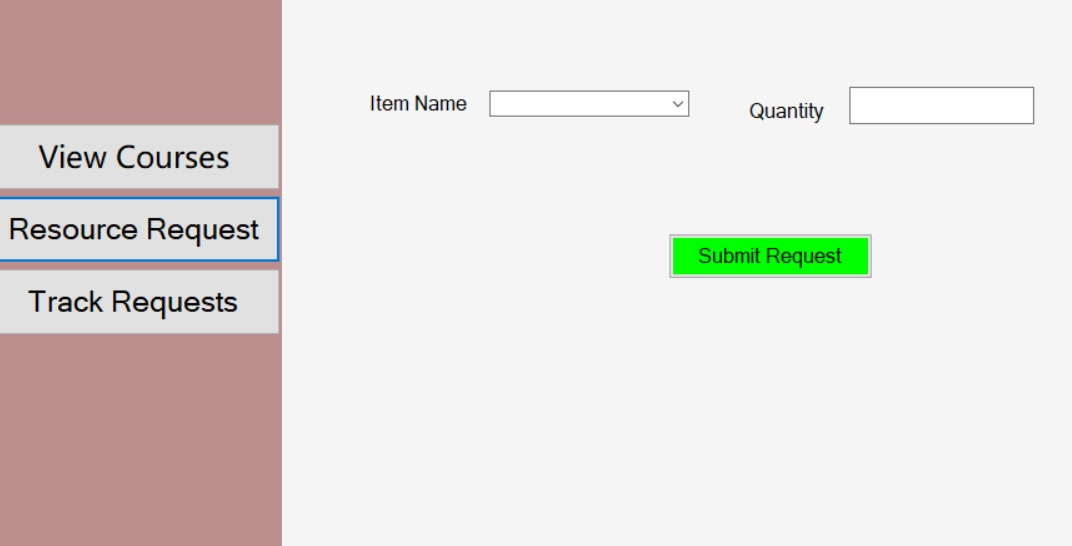 View Courses
Resource Request
Track Requests
Item Name
Quantity
Submit Request